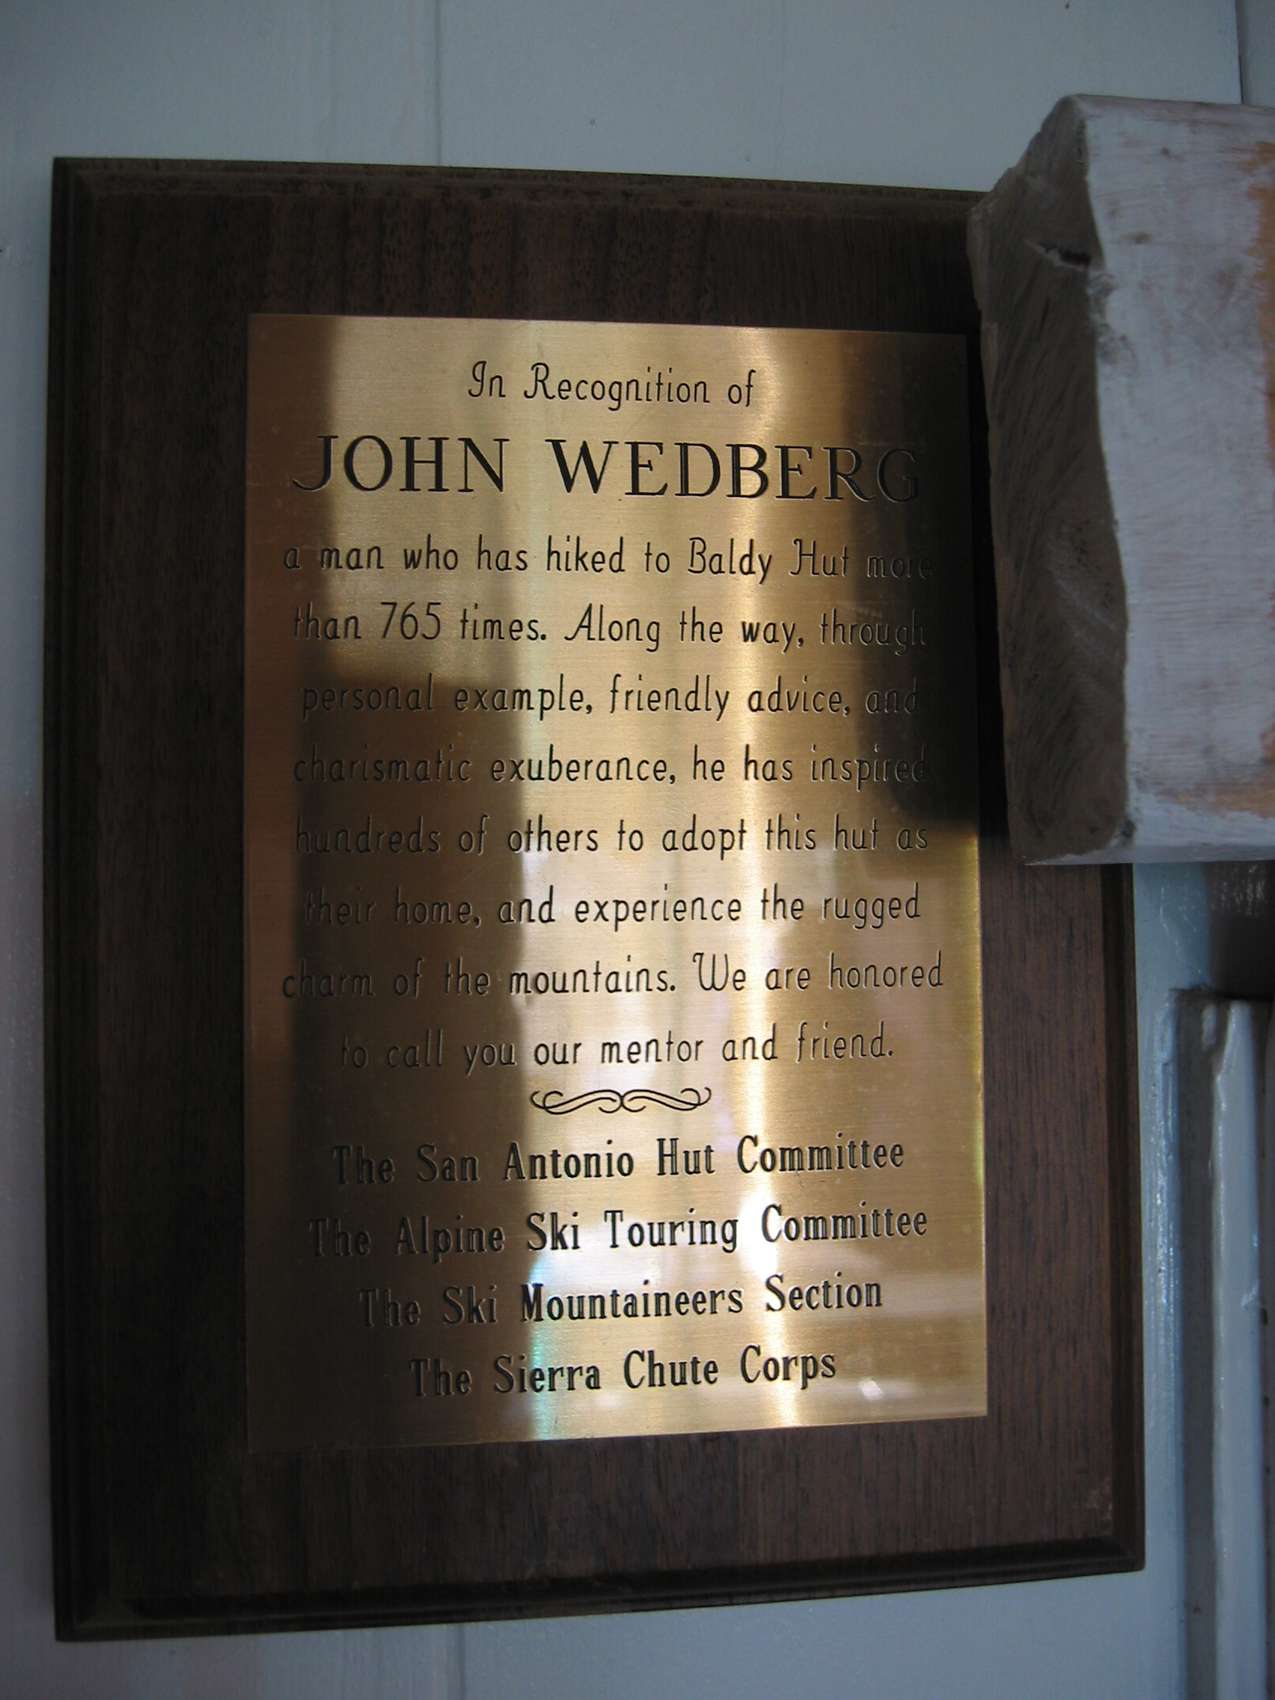 In Recognition of
JOHN WEDBERG
a man who has hiked to Baldy Hut more
than 765 times. Along the way, through
personal example, friendly advice, and
charismatic exuberance, he has inspired
hundreds of others to adopt this hut as
their home, and experience the rugged
charm of the mountains. We are honored
to call you our mentor and friend.
The San Antonio Hut Committee
The Alpine Ski Touring Committee
The Ski Mountaineers Section
The Sierra Chute Corps